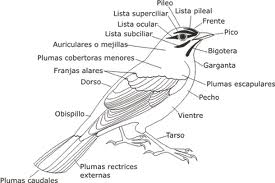 Pileo
Lista superciliar
Lista pileal
Lista ocular
Frente
Lista subciliar
Pico
Auriculares o mejillas
Bigotera
Plumas cobertoras menores
Garganta
Franjas alares
Dorso
Plumas escapulares
Pecho
Obispillo
Vientre
Tarso
Plumas rectrices
externas
Plumas caudales